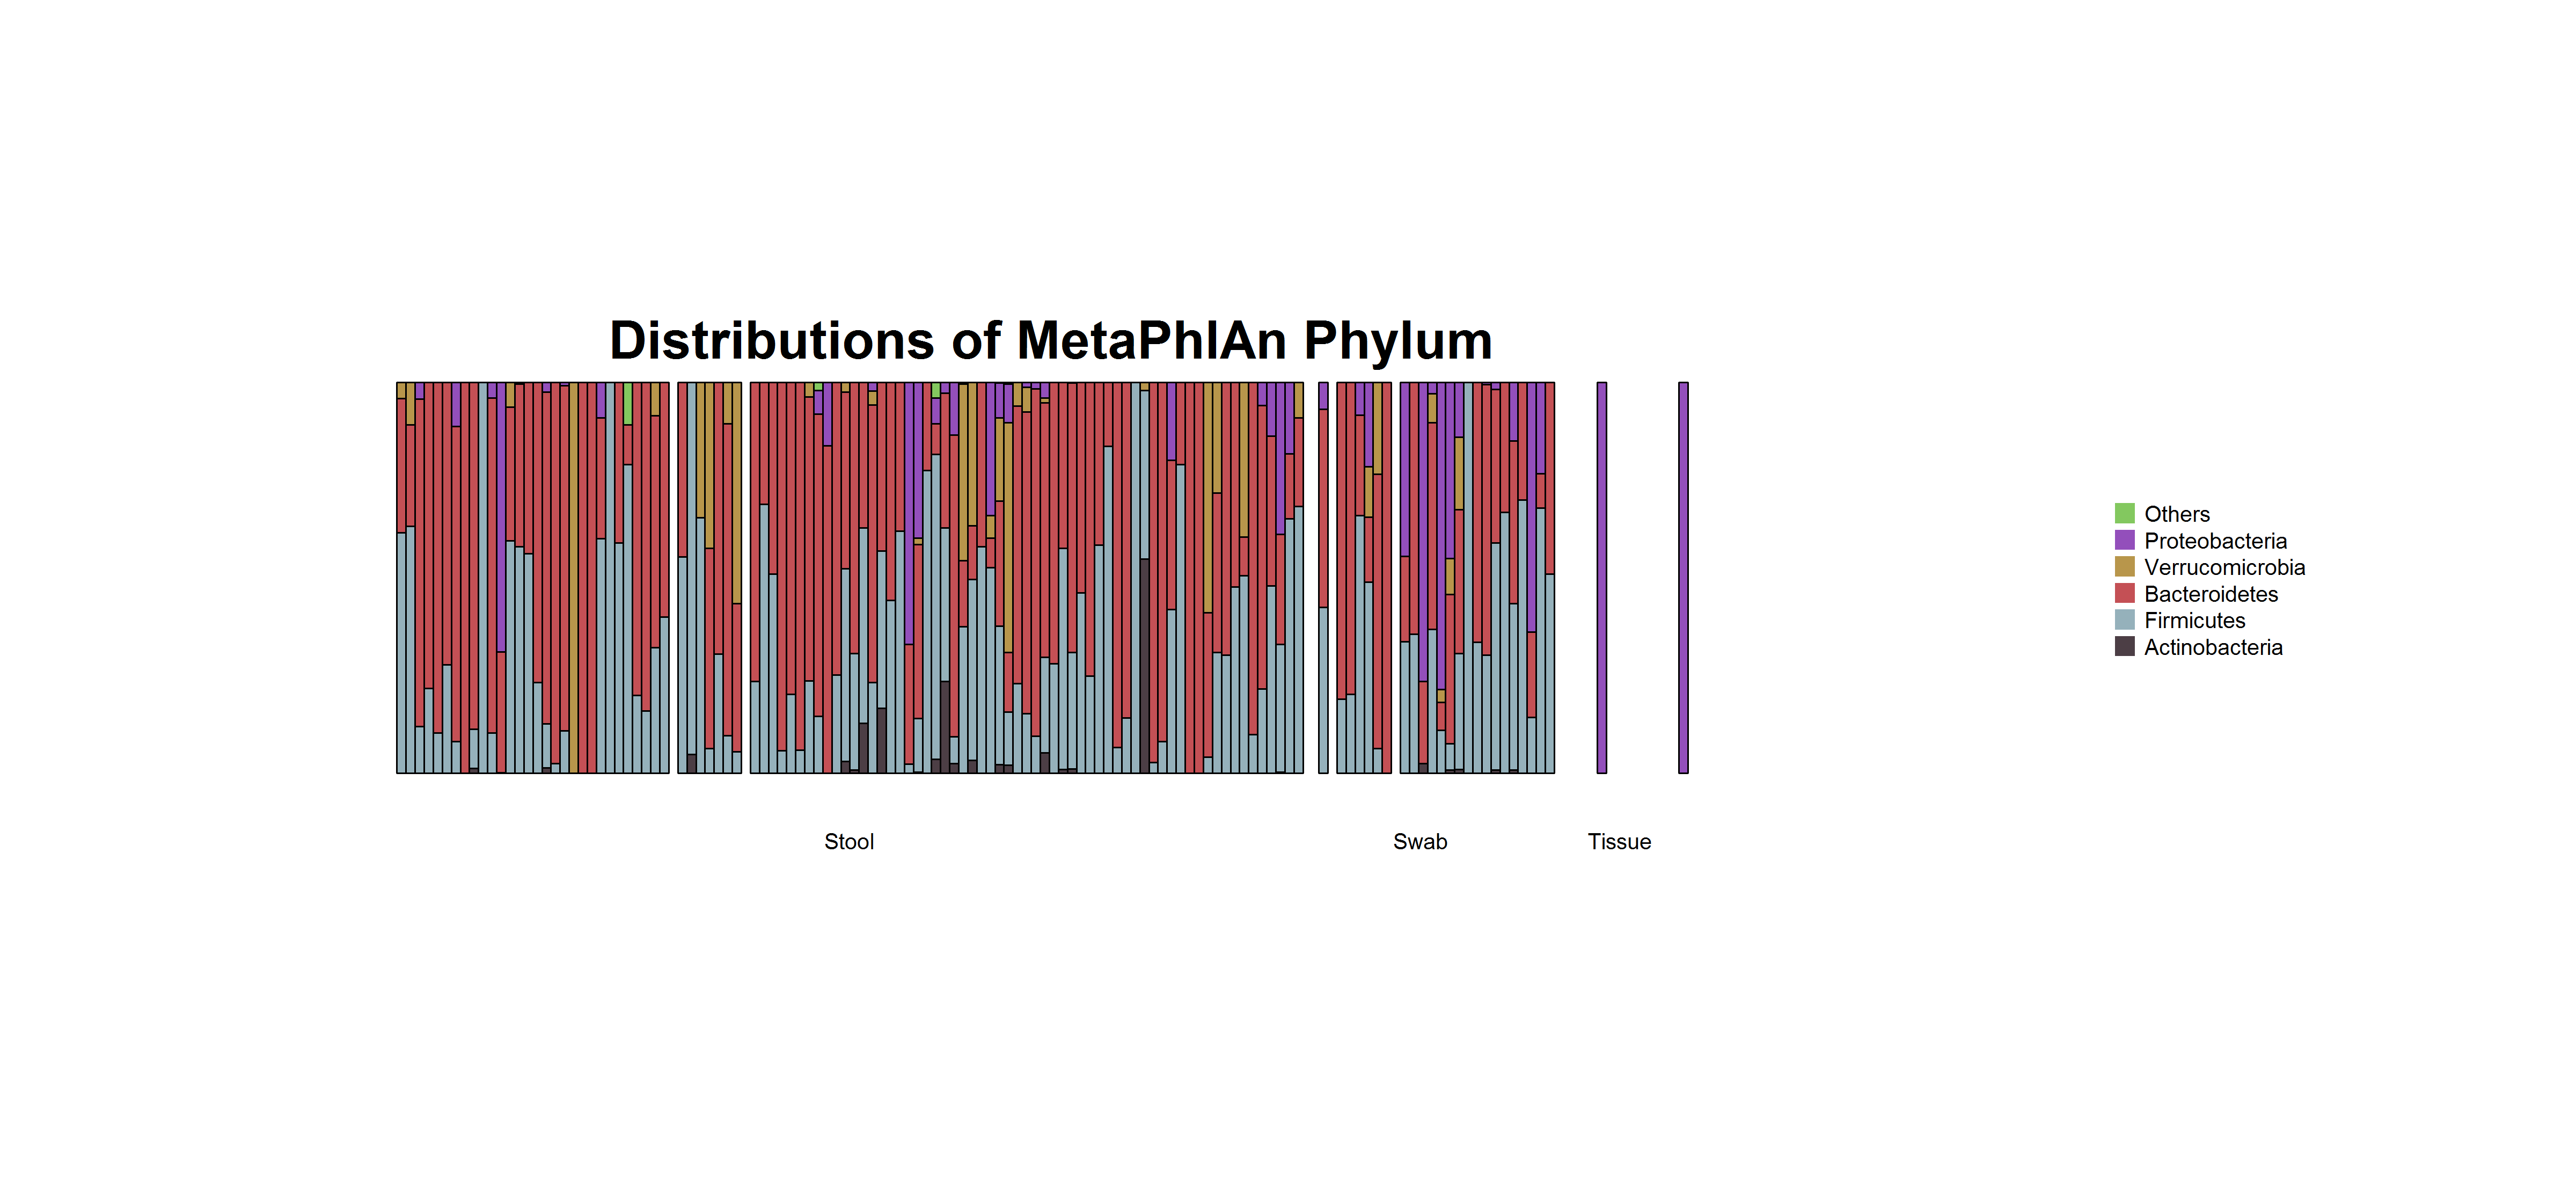 Distributions of MetaPhlAn Phylum
Others
Proteobacteria
Verrucomicrobia
Bacteroidetes
Firmicutes
Actinobacteria
Stool
Swab
Tissue